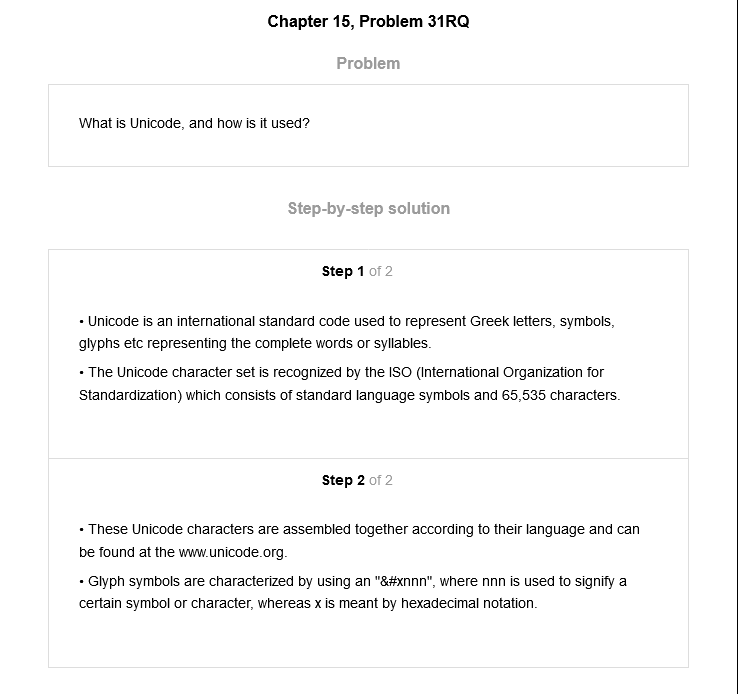 Chapter 15, Problem 31RQ
Problem
What is Unicode, and how is it used?
Step-by-step solution
Step 1 of 2
• Unicode is an international standard code used to represent Greek letters, symbols,
glyphs etc representing the complete words or syllables.
• The Unicode character set is recognized by the ISO (International Organization for
Standardization) which consists of standard language symbols and 65,535 characters.
Step 2 of 2
• These Unicode characters are assembled together according to their language and can
be found at the www.unicode.org.
• Glyph symbols are characterized by using an "&#xnnn", where nnn is used to signify a
certain symbol or character, whereas x is meant by hexadecimal notation.